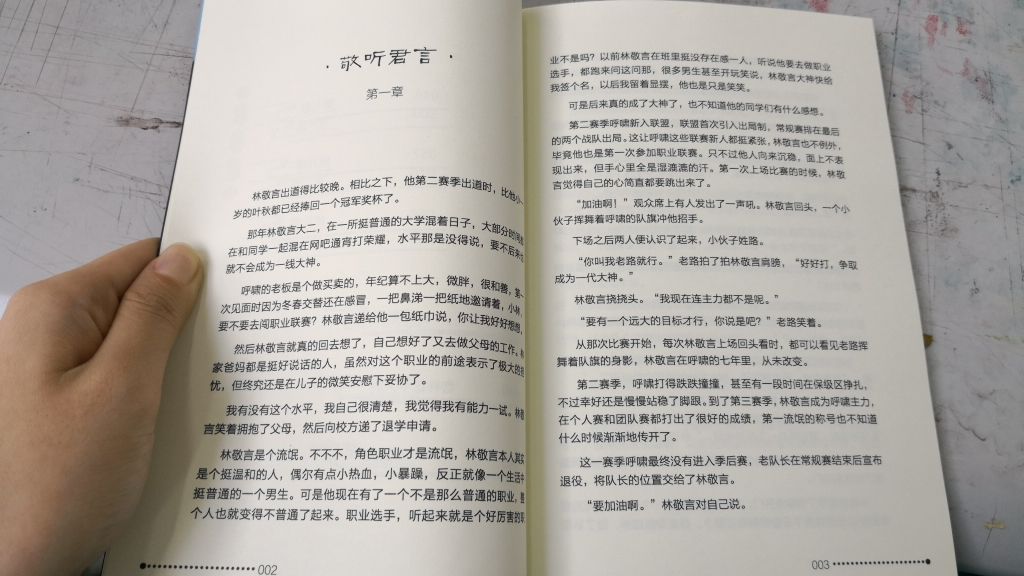 ·敬听君言·
第一章
林敬言出道得比较晚。相比之下，他第二赛季出道时，比他小
岁的叶秋都已经捧回一个冠军奖杯了。
那年林敬言大二，在一所挺普通的大学混着日子，大部分时间
在和同学一起混在网吧通宵打荣耀，水平那是没得说，要不后来
就不会成为一线大神。
呼啸的老板是个做买卖的，年纪算不上大，微胖，很和善，第一
次见面时因为冬春交替还在感冒，一把鼻涕一把纸地邀请着，小林，
要不要去闯职业联赛？林敬言递给他一包纸巾说，你让我好好想想。
然后林敬言就真的回去想了，自己想好了又去做父母的工作。林
家爸妈都是挺好说话的人，虽然对这个职业的前途表示了极大的担
忧，但终究还是在儿子的微笑安慰下妥协了。
我有没有这个水平，我自己很清楚，我觉得我有能力一试。林敬
言笑着拥抱了父母，然后向校方递了退学申请。
林敬言是个流氓。不不不，角色职业才是流氓，林敬言本人其实
是个挺温和的人，偶尔有点小热血，小暴躁，反正就像一个生活中
挺普通的一个男生。可是他现在有了一个不是那么普通的职业，
个人也就变得不普通了起来。职业选手，听起来就是个好厉害的职
002
业不是吗？以前林敬言在班里挺没存在感一人，听说他要去做职业
选手，都跑来问这问那，很多男生甚至开玩笑说，林敬言大神快给
我签个名，以后我留着显摆，他也是只是笑笑。
可是后来真的成了大神了，也不知道他的同学们有什么感想。
第二赛季呼啸新入联盟，联盟首次引入出局制，常规赛排在最后
的两个战队出局。这让呼啸这些联赛新人都挺紧张，林敬言也不例外，
毕竟他也是第一次参加职业联赛。只不过他人向来沉稳，面上不表
现出来，但手心里全是湿漉漉的汗。第一次上场比赛的时候，林敬
言觉得自己的心简直都要跳出来了。
“加油啊！”观众席上有人发出了一声吼。林敬言回头，一个小
伙子挥舞着呼啸的队旗冲他招手。
下场之后两人便认识了起来，小伙子姓路。
“你叫我老路就行。”老路拍了拍林敬言肩膀，“好好打，争取
成为一代大神。”
林敬言挠挠头。“我现在连主力都不是呢。”
“要有一个远大的目标才行，你说是吧？”老路笑着。
从那次比赛开始，每次林敬言上场回头看时，都可以看见老路挥
舞着队旗的身影，林敬言在呼啸的七年里，从未改变。
第二赛季，呼啸打得跌跌撞撞，甚至有一段时间在保级区挣扎，
不过幸好还是慢慢站稳了脚跟。到了第三赛季，林敬言成为呼啸主力，
在个人赛和团队赛都打出了很好的成绩，第一流氓的称号也不知道
什么时候渐渐地传开了。
这一赛季呼啸最终没有进入季后赛，老队长在常规赛结束后宣布
退役，将队长的位置交给了林敬言。
“要加油啊。”林敬言对自己说。
003